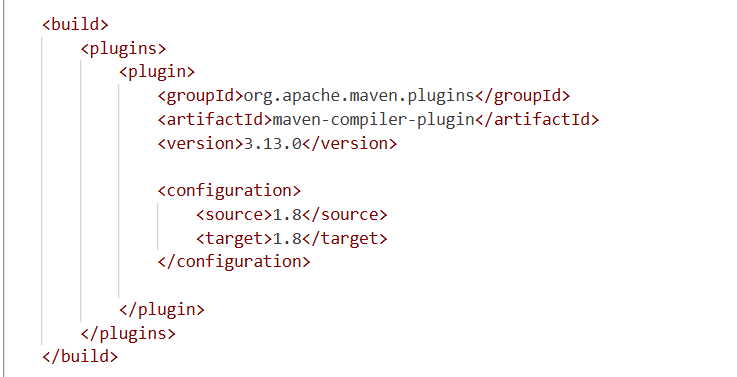 <build>
<plugins>
<plugin>
<groupId>org.apache.maven.plugins</groupId>
<artifactId>maven-compiler-plugin</artifactId>
<version>3.13.0</version>
<configuration>
<source>1.8</source>
<target>1.8</target>
</configuration>
</plugin>
</plugins>
</build>